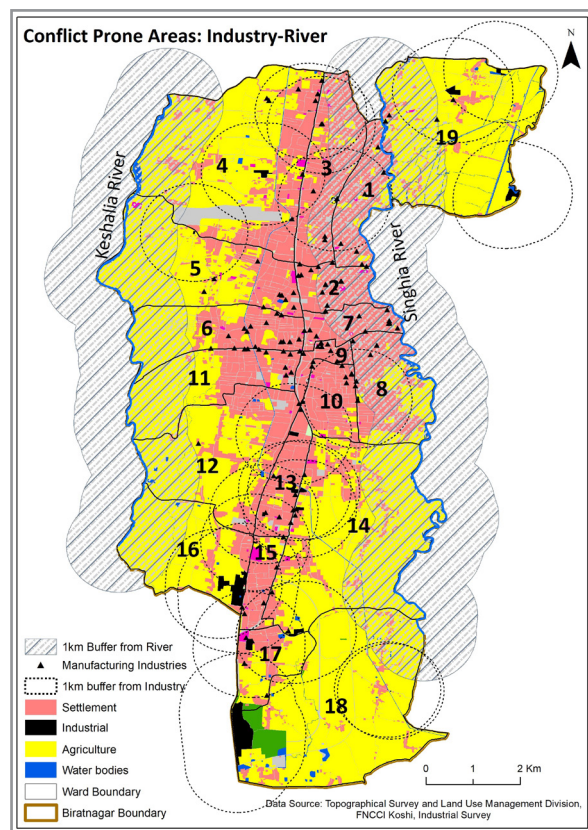 Conflict Prone Areas: Industry-River
N
19
4
3
1
Keshalia River
Singhia River
5
2
6
7
9
11
8
10
12
13
14
16
15
17
18
1km Buffer from River
Manufacturing Industries
1km buffer from Industry
Settlement
Industrial
Agriculture
Water bodies
Ward Boundary
Biratnagar Boundary
0 1 2 Km
Data Source: Topographical Survey and Land Use Management Division,
FNCCI Koshi, Industrial Survey